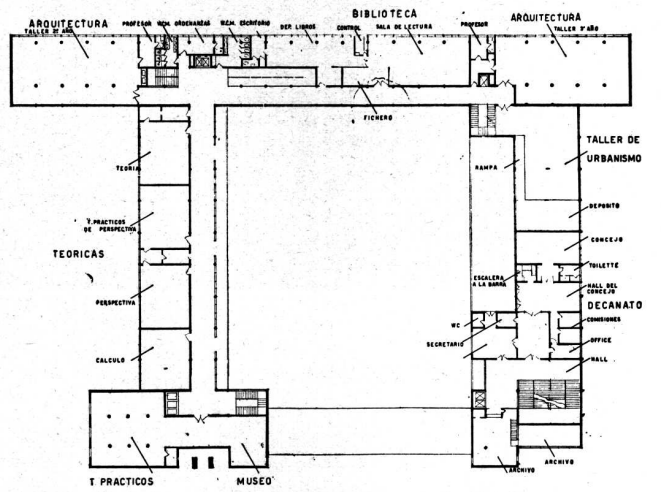 BIBLIOTECA
ARQUITECTURA
TALLER 2º AÑO
PROFESOR
W.C.M.
ORDENANZAS
W.C.M.
ESCRITORIO
DEP. LIBROS
CONTROL
SALA DE LECTURA
PROFESOR
ARQUITECTURA
TALLER 3º AÑO
FICHERO
TALLER DE
URBANISMO
TEORIA
RAMPA
DEPOSITO
T. PRACTICOS
DE PERSPECTIVA
CONCEJO
TEORICAS
TOILETTE
ESCALERA
A LA BARRA
HALL DEL
CONCEJO
PERSPECTIVA
DECANATO
COMISIONES
WC
SECRETARIO
OFFICE
CALCULO
HALL
ARCHIVO
ARCHIVO
T. PRACTICOS
MUSEO